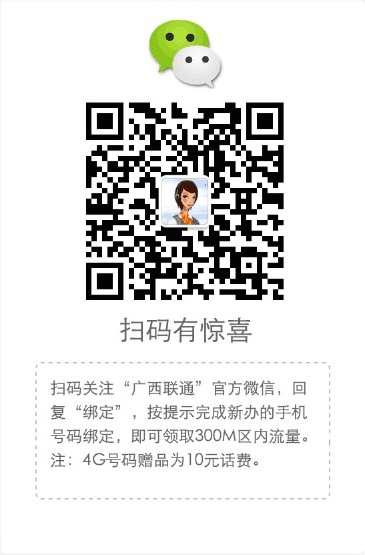 扫码有惊喜
扫码关注“广西联通”官方微信，回
复“绑定”，按提示完成新办的手机
号码绑定，即可领取300M区内流量。
注：4G号码赠品为10元话费。